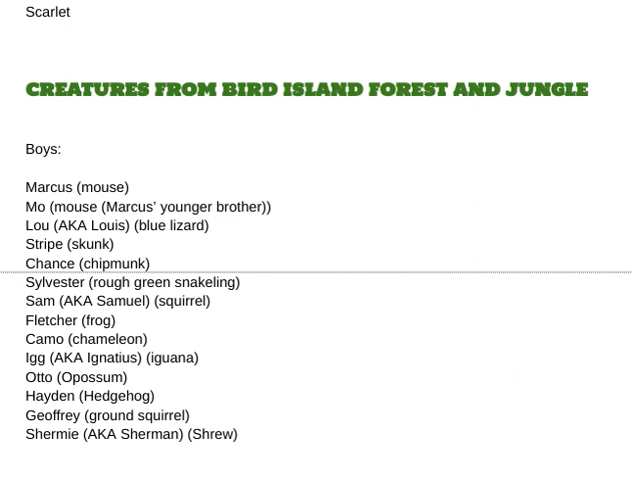 Scarlet
CREATURES FROM BIRD ISLAND FOREST AND JUNGLE
Boys:
Marcus (mouse)
Mo (mouse (Marcus’ younger brother))
Lou (AKA Louis) (blue lizard)
Stripe (skunk)
Chance (chipmunk)
Sylvester (rough green snakeling)
Sam (AKA Samuel) (squirrel)
Fletcher (frog)
Camo (chameleon)
Igg (AKA Ignatius) (iguana)
Otto (Opossum)
Hayden (Hedgehog)
Geoffrey (ground squirrel)
Shermie (AKA Sherman) (Shrew)